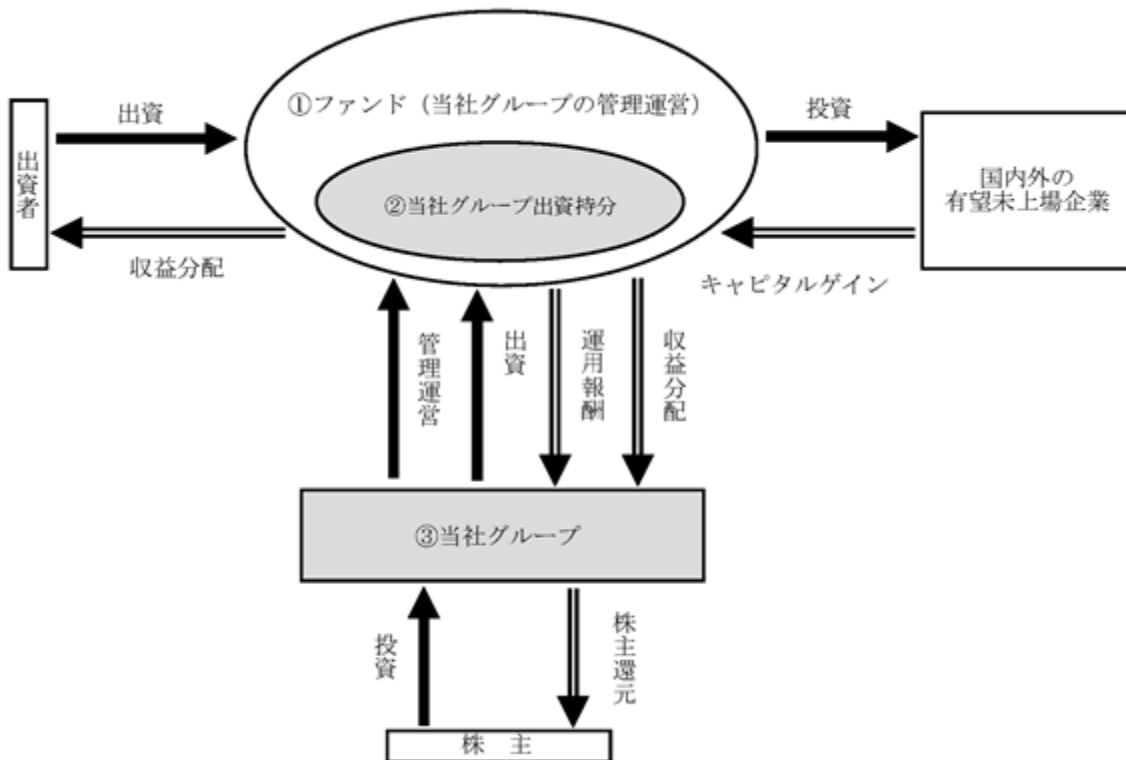 ①ファンド（当社グループの管理運営）
出資
投資
出資者
国内外の
有望未上場企業
②当社グループ出資持分
収益分配
キャピタルゲイン
管理運営
出資
運用報酬
収益分配
③当社グループ
投資
株主還元
株 主